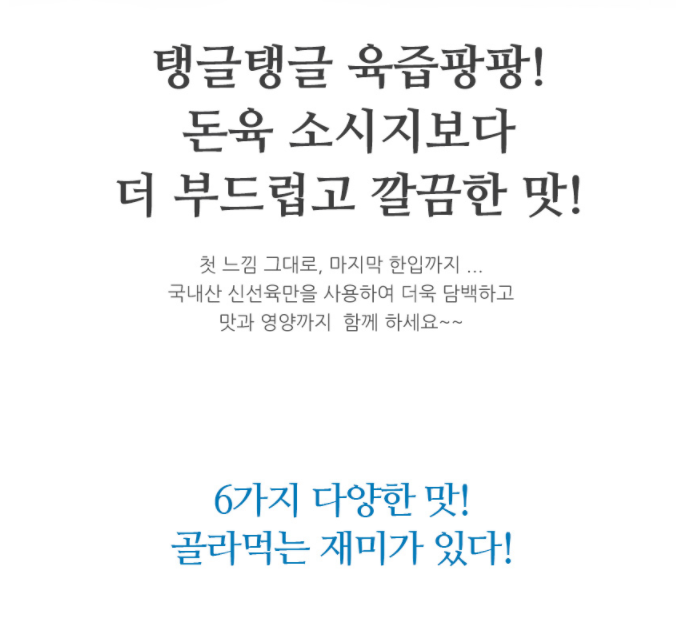 탱글탱글 육즙팡팡!
돈육 소시지보다
더 부드럽고 깔끔한 맛!
첫 느낌 그대로, 마지막 한입까지 ...
국내산 신선육만을 사용하여 더욱 담백하고
맛과 영양까지 함께 하세요~~
6가지 다양한 맛!
골라먹는 재미가 있다!